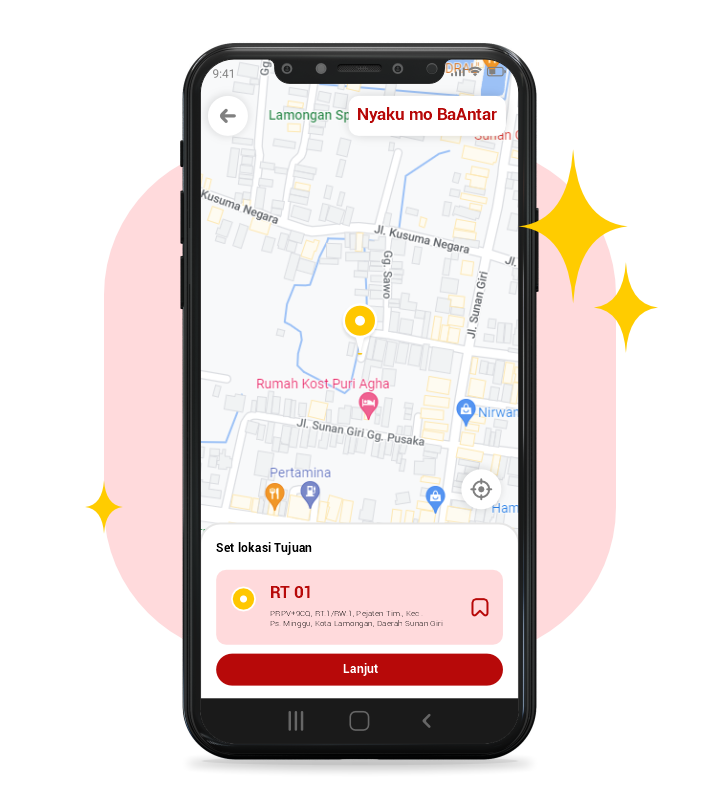 9:41
Gg
Lamongan Sp
Nyaku mo BaAntar
Sunan G
Kusuma Negara
Jl. Kusuma Negara
Jl.
Gg. Sawo
Jl. Sunan Giri
Rumah Kost Puri Agha
Nirwan
Jl. Sunan Giri Gg. Pusaka
Pertamina
Ham
Set lokasi Tujuan
RT 01
PRPV+9CQ, RT.1/RW.1, Pejaten Tim., Kec .
Ps. Minggu, Kota Lamongan, Daerah Sunan Giri
Lanjut